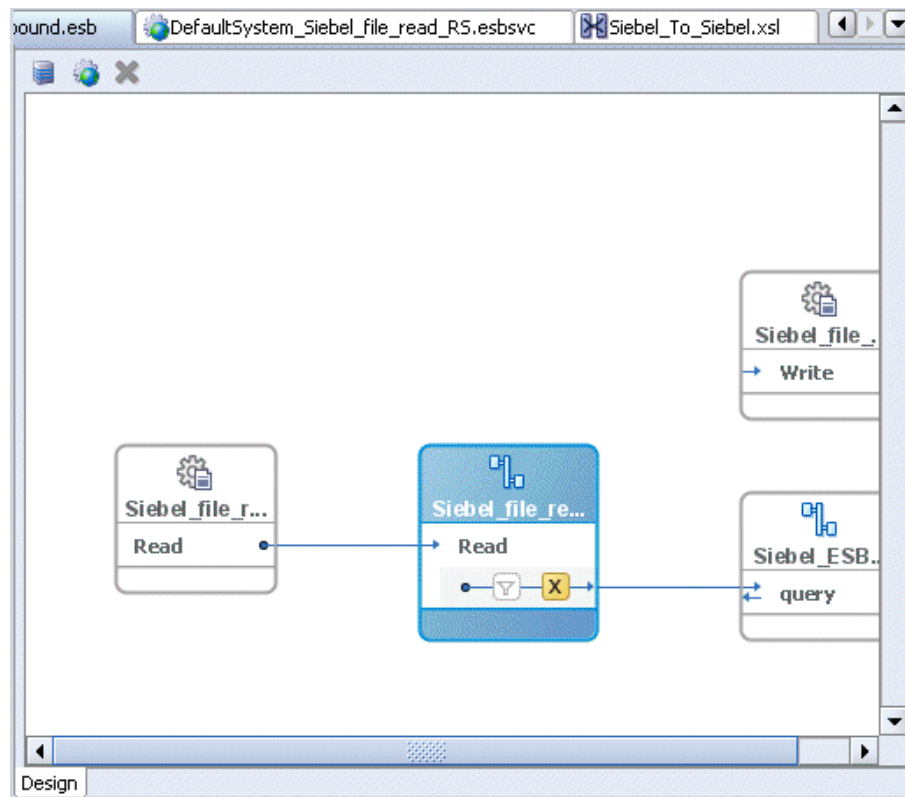 ound.esb
DefaultSystem_Siebel_file_read_RS.esbsvc
Siebel_To_Siebel.xsl
Siebel_file_.
Write
Siebel_file_r...
Read
Siebel_file_re...
Read
X
Siebel_ESB..
query
Design